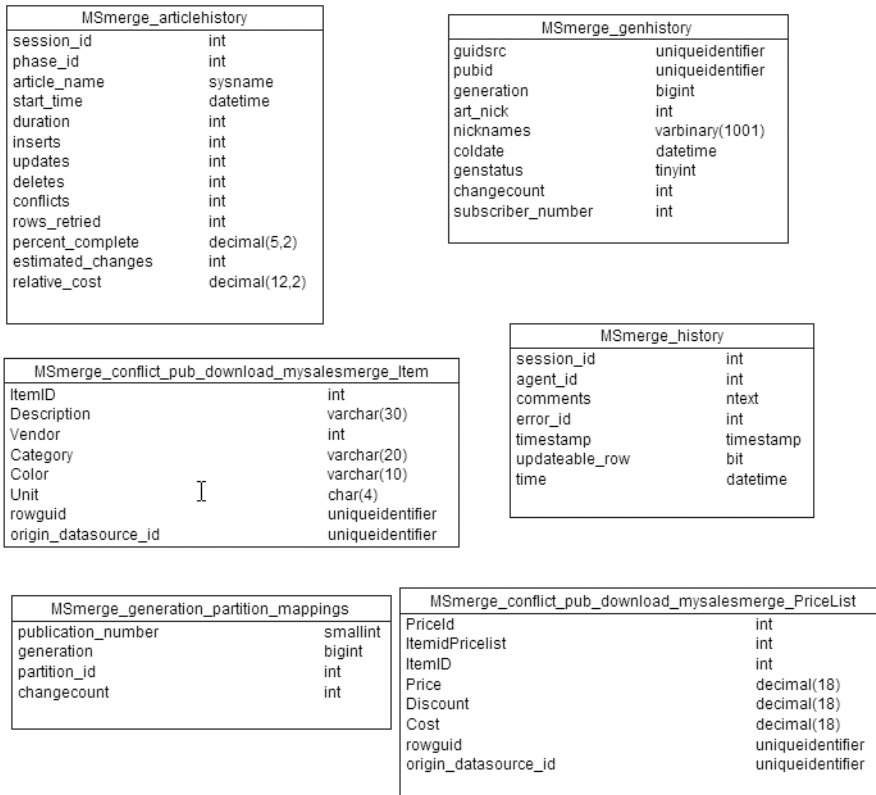 MSmerge_articlehistory
session_id int
phase_id int
article_name sysname
start_time datetime
duration int
inserts int
updates int
deletes int
conflicts int
rows_retried int
percent_complete decimal(5,2)
estimated_changes int
relative_cost decimal(12,2)
MSmerge_genhistory
guidsrc uniqueidentifier
pubid uniqueidentifier
generation bigint
art_nick int
nicknames varbinary(1001)
coldate datetime
genstatus tinyint
changecount int
subscriber_number int
MSmerge_conflict_pub_download_mysalesmerge_Item
ItemID int
Description varchar(30)
Vendor int
Category varchar(20)
Color varchar(10)
Unit char(4)
rowguid uniqueidentifier
origin_datasource_id uniqueidentifier
MSmerge_history
session_id int
agent_id int
comments ntext
error_id int
timestamp timestamp
updateable_row bit
time datetime
MSmerge_generation_partition_mappings
publication_number smallint
generation bigint
partition_id int
changecount int
MSmerge_conflict_pub_download_mysalesmerge_PriceList
PriceId int
ItemidPricelist int
ItemID int
Price decimal(18)
Discount decimal(18)
Cost decimal(18)
rowguid uniqueidentifier
origin_datasource_id uniqueidentifier